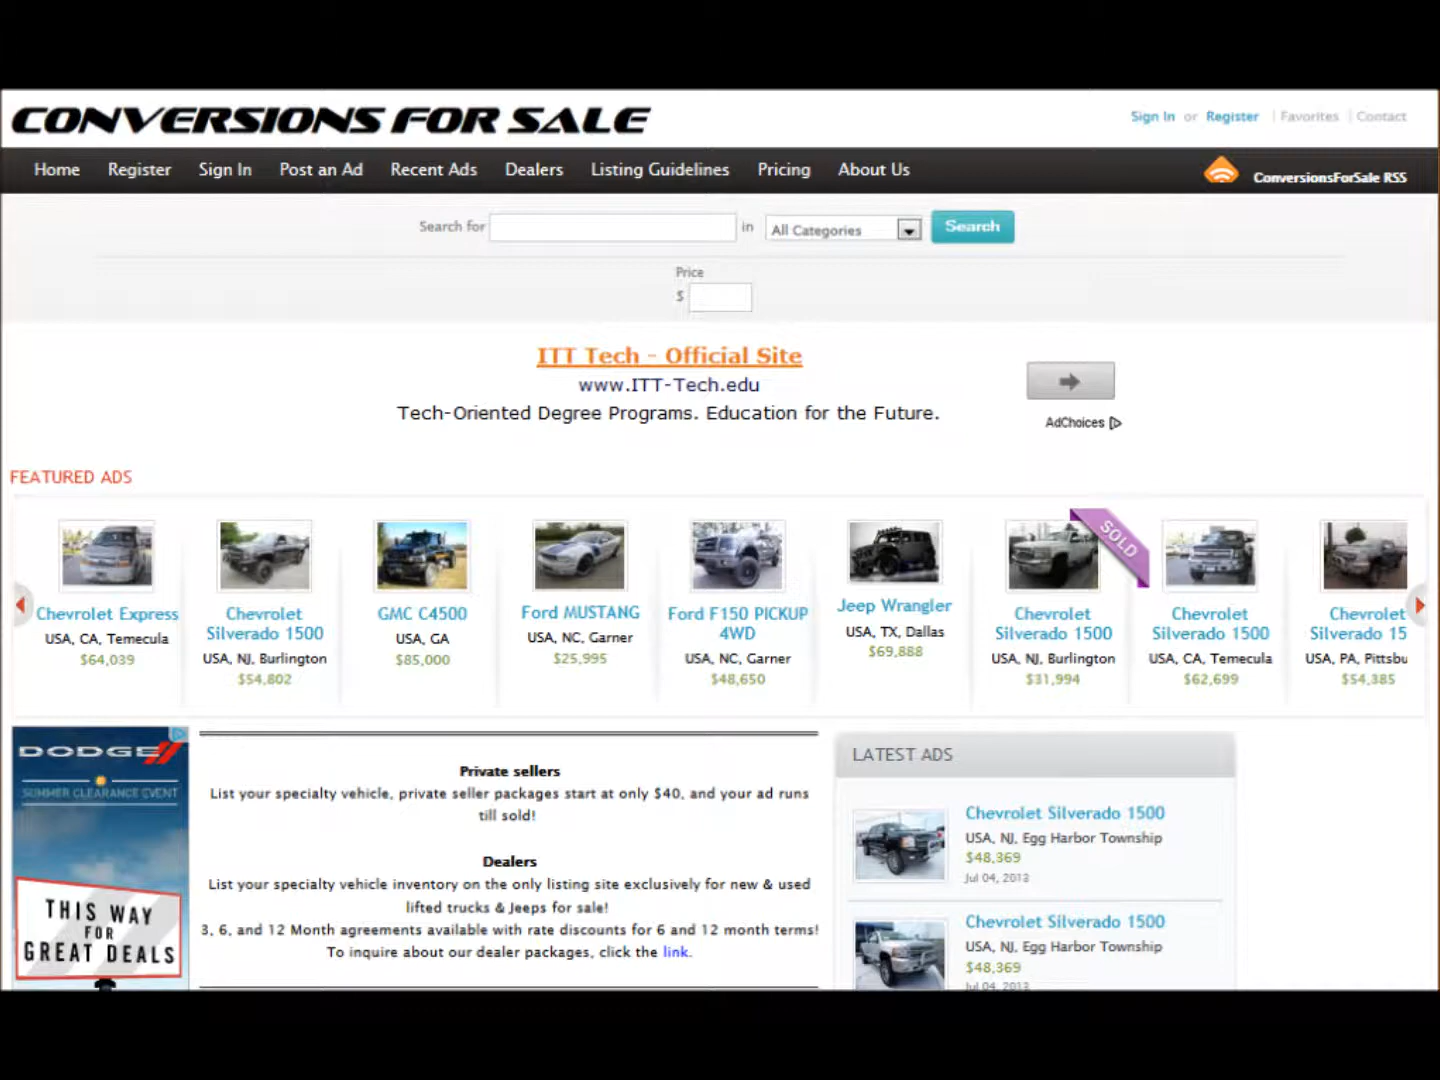 CONVERSIONS FOR SALE
Sign In or Register | Favorites | Contact
Home Register Sign In Post an Ad Recent Ads Dealers Listing Guidelines Pricing About Us ConversionsForSale RSS
Search for in All Categories Search
Price
$
ITT Tech - Official Site
www.ITT-Tech.edu
Tech-Oriented Degree Programs. Education for the Future.
AdChoices
FEATURED ADS
Chevrolet Express
USA, CA, Temecula
$64,039
Chevrolet
Silverado 1500
USA, NJ, Burlington
$54,802
GMC C4500
USA, GA
$85,000
Ford MUSTANG
USA, NC, Garner
$25,995
Ford F150 PICKUP
4WD
USA, NC, Garner
$48,650
Jeep Wrangler
USA, TX, Dallas
$69,888
SOLD
Chevrolet
Silverado 1500
USA, NJ, Burlington
$31,994
Chevrolet
Silverado 1500
USA, CA, Temecula
$62,699
Chevrolet
Silverado 15
USA, PA, Pittsbu
$54,385
DODGE
SUMMER CLEARANCE EVENT
THIS WAY
FOR
GREAT DEALS
Private sellers
List your specialty vehicle, private seller packages start at only $40, and your ad runs
till sold!
Dealers
List your specialty vehicle inventory on the only listing site exclusively for new & used
lifted trucks & Jeeps for sale!
3, 6, and 12 Month agreements available with rate discounts for 6 and 12 month terms!
To inquire about our dealer packages, click the link.
LATEST ADS
Chevrolet Silverado 1500
USA, NJ, Egg Harbor Township
$48,369
Jul 04, 2013
Chevrolet Silverado 1500
USA, NJ, Egg Harbor Township
$48,369
Jul 04, 2013